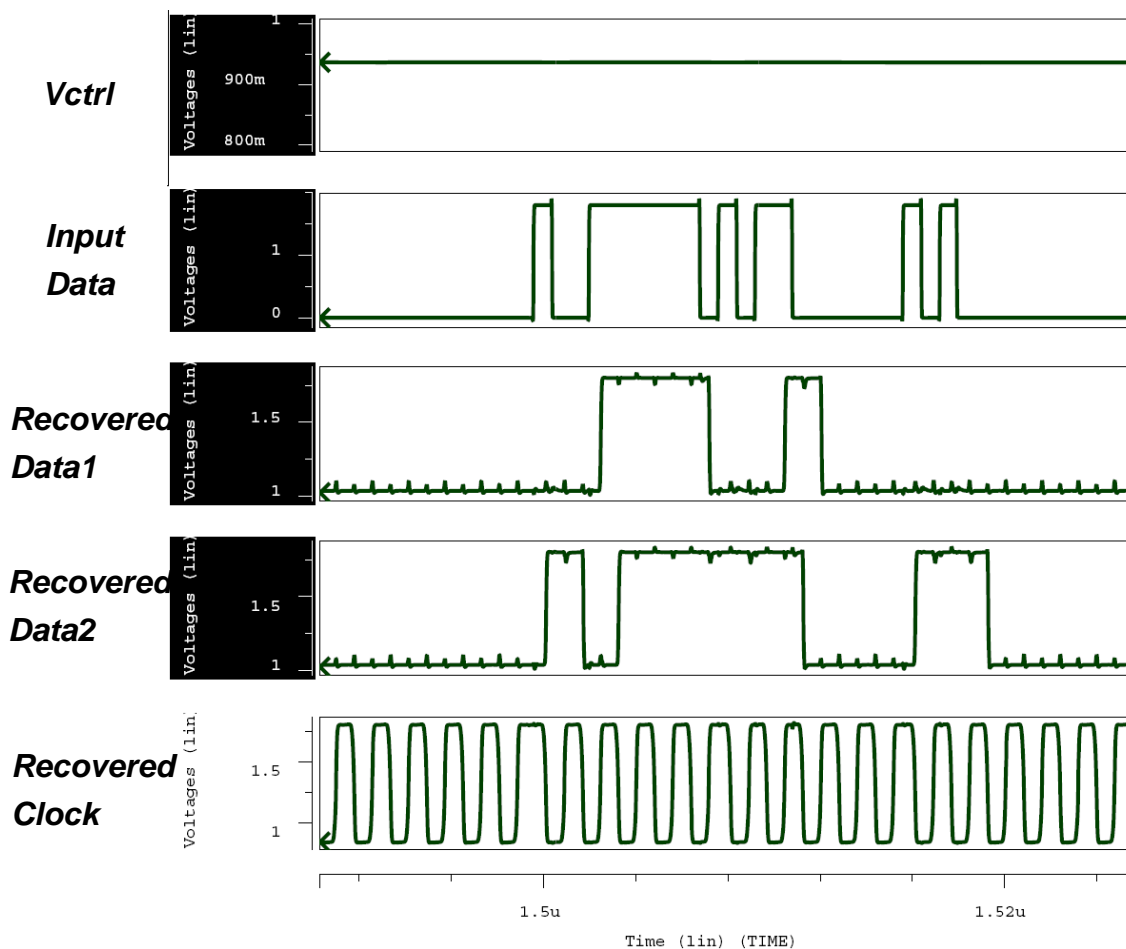 Vctrl
Voltages (lin)
1
900m
800m
Input
Data
Voltages (lin)
1
0
Recovered
Data1
Voltages (lin)
1.5
1
Recovered
Data2
Voltages (lin)
1.5
1
Recovered
Clock
Voltages (lin)
1.5
1
1.5u
1.52u
Time (lin) (TIME)